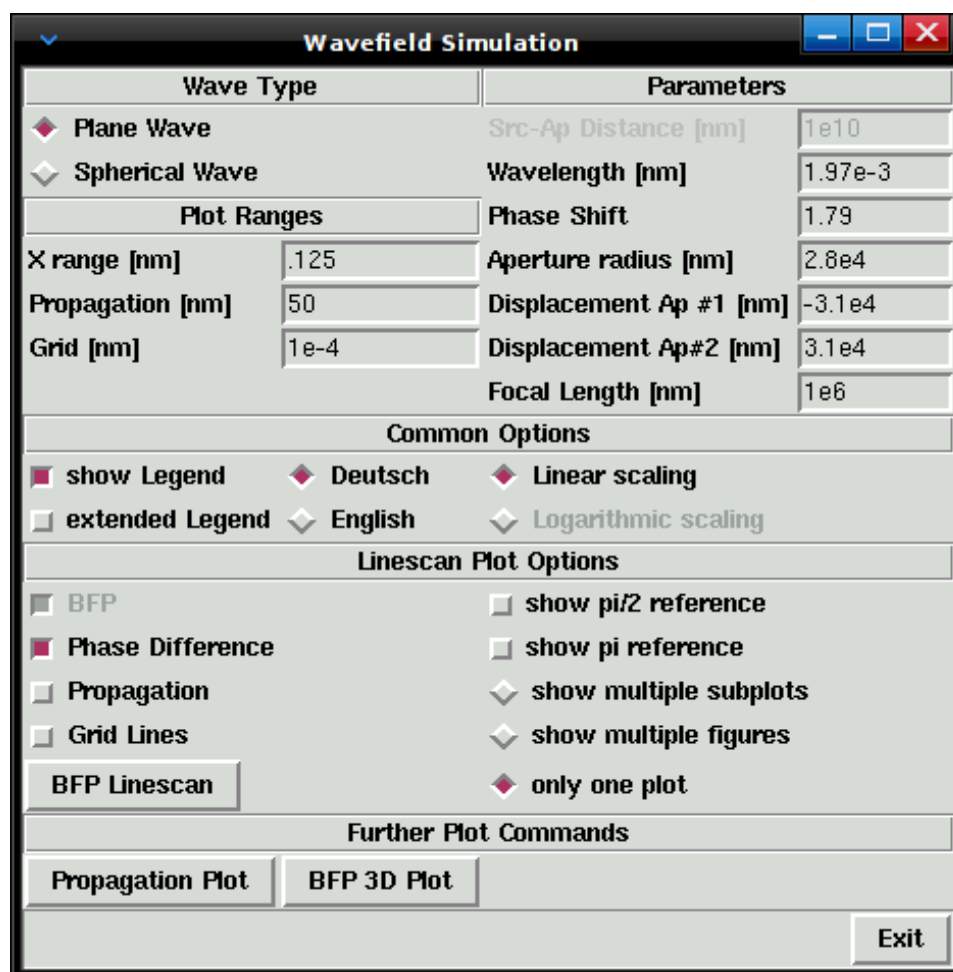 Wavefield Simulation
Wave Type
Parameters
Plane Wave
Src-Ap Distance [nm] 1e10
Spherical Wave
Wavelength [nm] 1.97e-3
Plot Ranges
Phase Shift 1.79
X range [nm] .125
Aperture radius [nm] 2.8e4
Propagation [nm] 50
Displacement Ap #1 [nm] -3.1e4
Grid [nm] 1e-4
Displacement Ap#2 [nm] 3.1e4
Focal Length [nm] 1e6
Common Options
show Legend Deutsch Linear scaling
extended Legend English Logarithmic scaling
Linescan Plot Options
BFP show pi/2 reference
Phase Difference show pi reference
Propagation show multiple subplots
Grid Lines show multiple figures
BFP Linescan only one plot
Further Plot Commands
Propagation Plot BFP 3D Plot
Exit